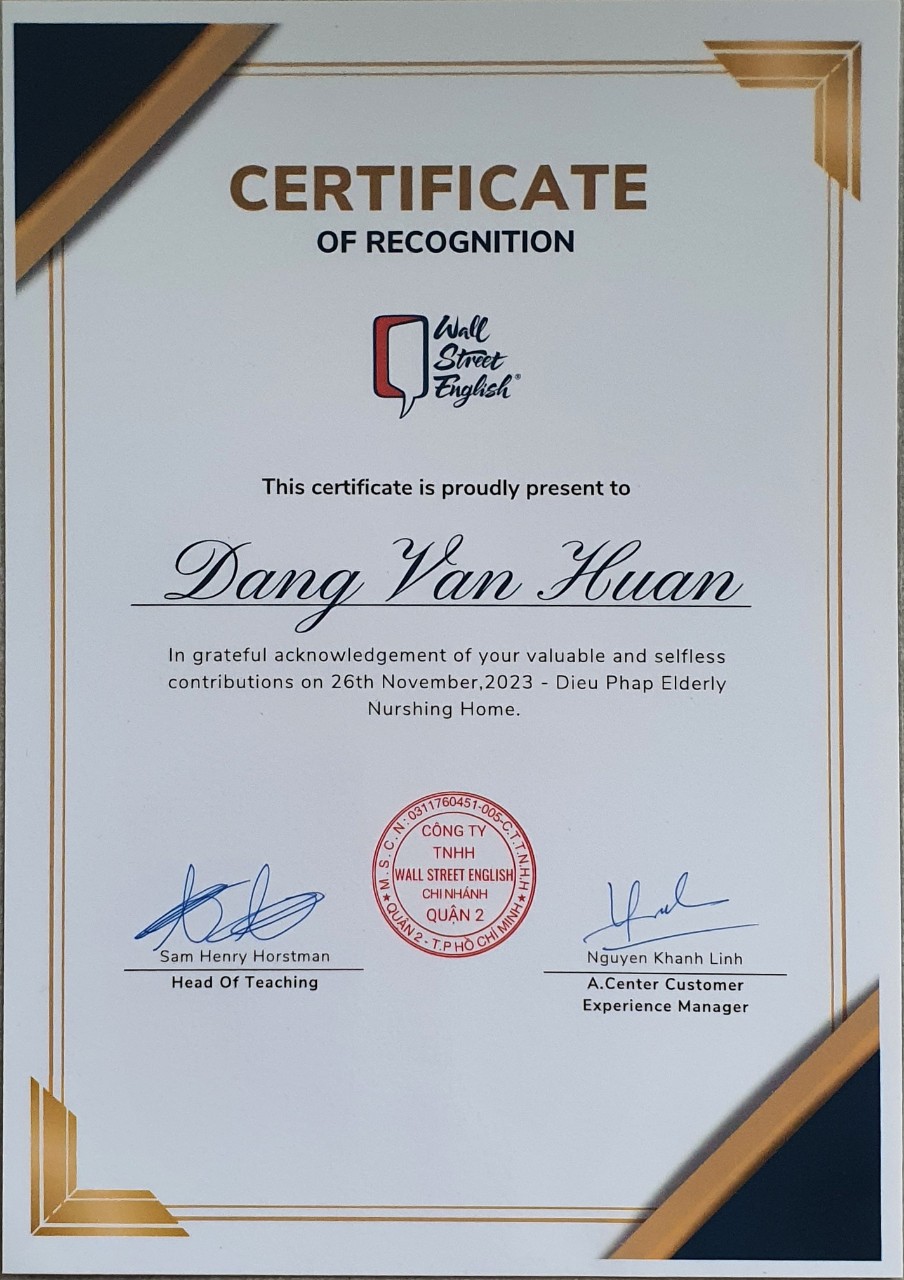 CERTIFICATE
OF RECOGNITION
Wall
Street
English®
This certificate is proudly present to
Dang Van Huan
In grateful acknowledgement of your valuable and selfless
contributions on 26th November,2023 - Dieu Phap Elderly
Nurshing Home.
M.S.C.N:0311760451-005-C.T.T.N.H.H
CÔNG TY
TNHH
WALL STREET ENGLISH
CHI NHÁNH
QUẬN 2
★QUẬN 2 - T.P HỒ CHÍ MINH★
Sam Henry Horstman
Head Of Teaching
Nguyen Khanh Linh
A.Center Customer
Experience Manager